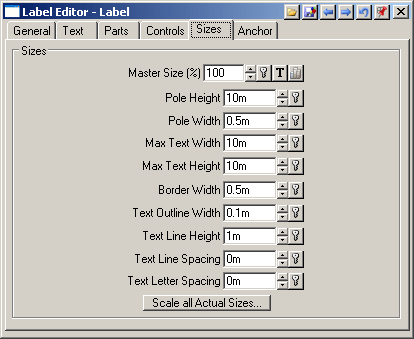 Label Editor - Label
General Text Parts Controls Sizes Anchor
Sizes
Master Size (%) 100 T
Pole Height 10m
Pole Width 0.5m
Max Text Width 10m
Max Text Height 10m
Border Width 0.5m
Text Outline Width 0.1m
Text Line Height 1m
Text Line Spacing 0m
Text Letter Spacing 0m
Scale all Actual Sizes...